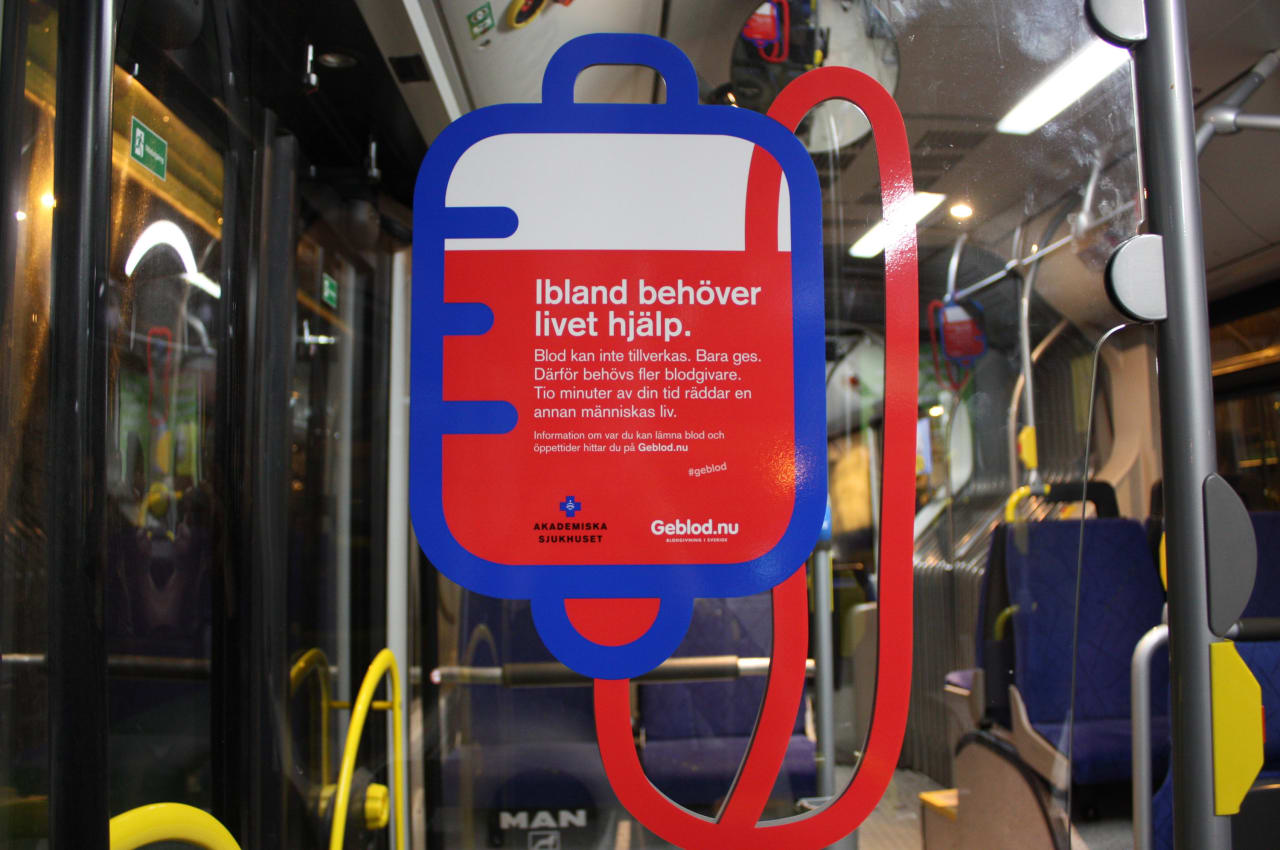 Ibland behöver
livet hjälp.
Blod kan inte tillverkas. Bara ges.
Därför behövs fler blodgivare.
Tio minuter av din tid räddar en
annan människas liv.
Information om var du kan lämna blod och
öppettider hittar du på Geblod.nu
#geblod
AKADEMISKA
SJUKHUSET
Geblod.nu
BLODGIVNING I SVERIGE
MAN